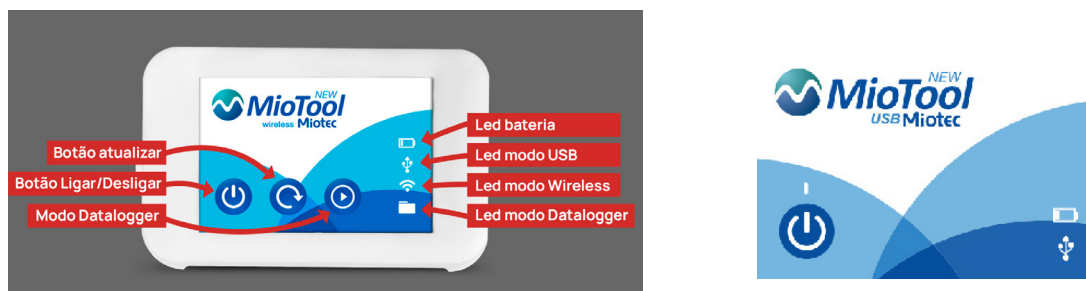 NEW
MioTool
wireless Miotec
Botão atualizar
Botão Ligar/Desligar
Modo Datalogger
Led bateria
Led modo USB
Led modo Wireless
Led modo Datalogger
NEW
MioTool
USB Miotec